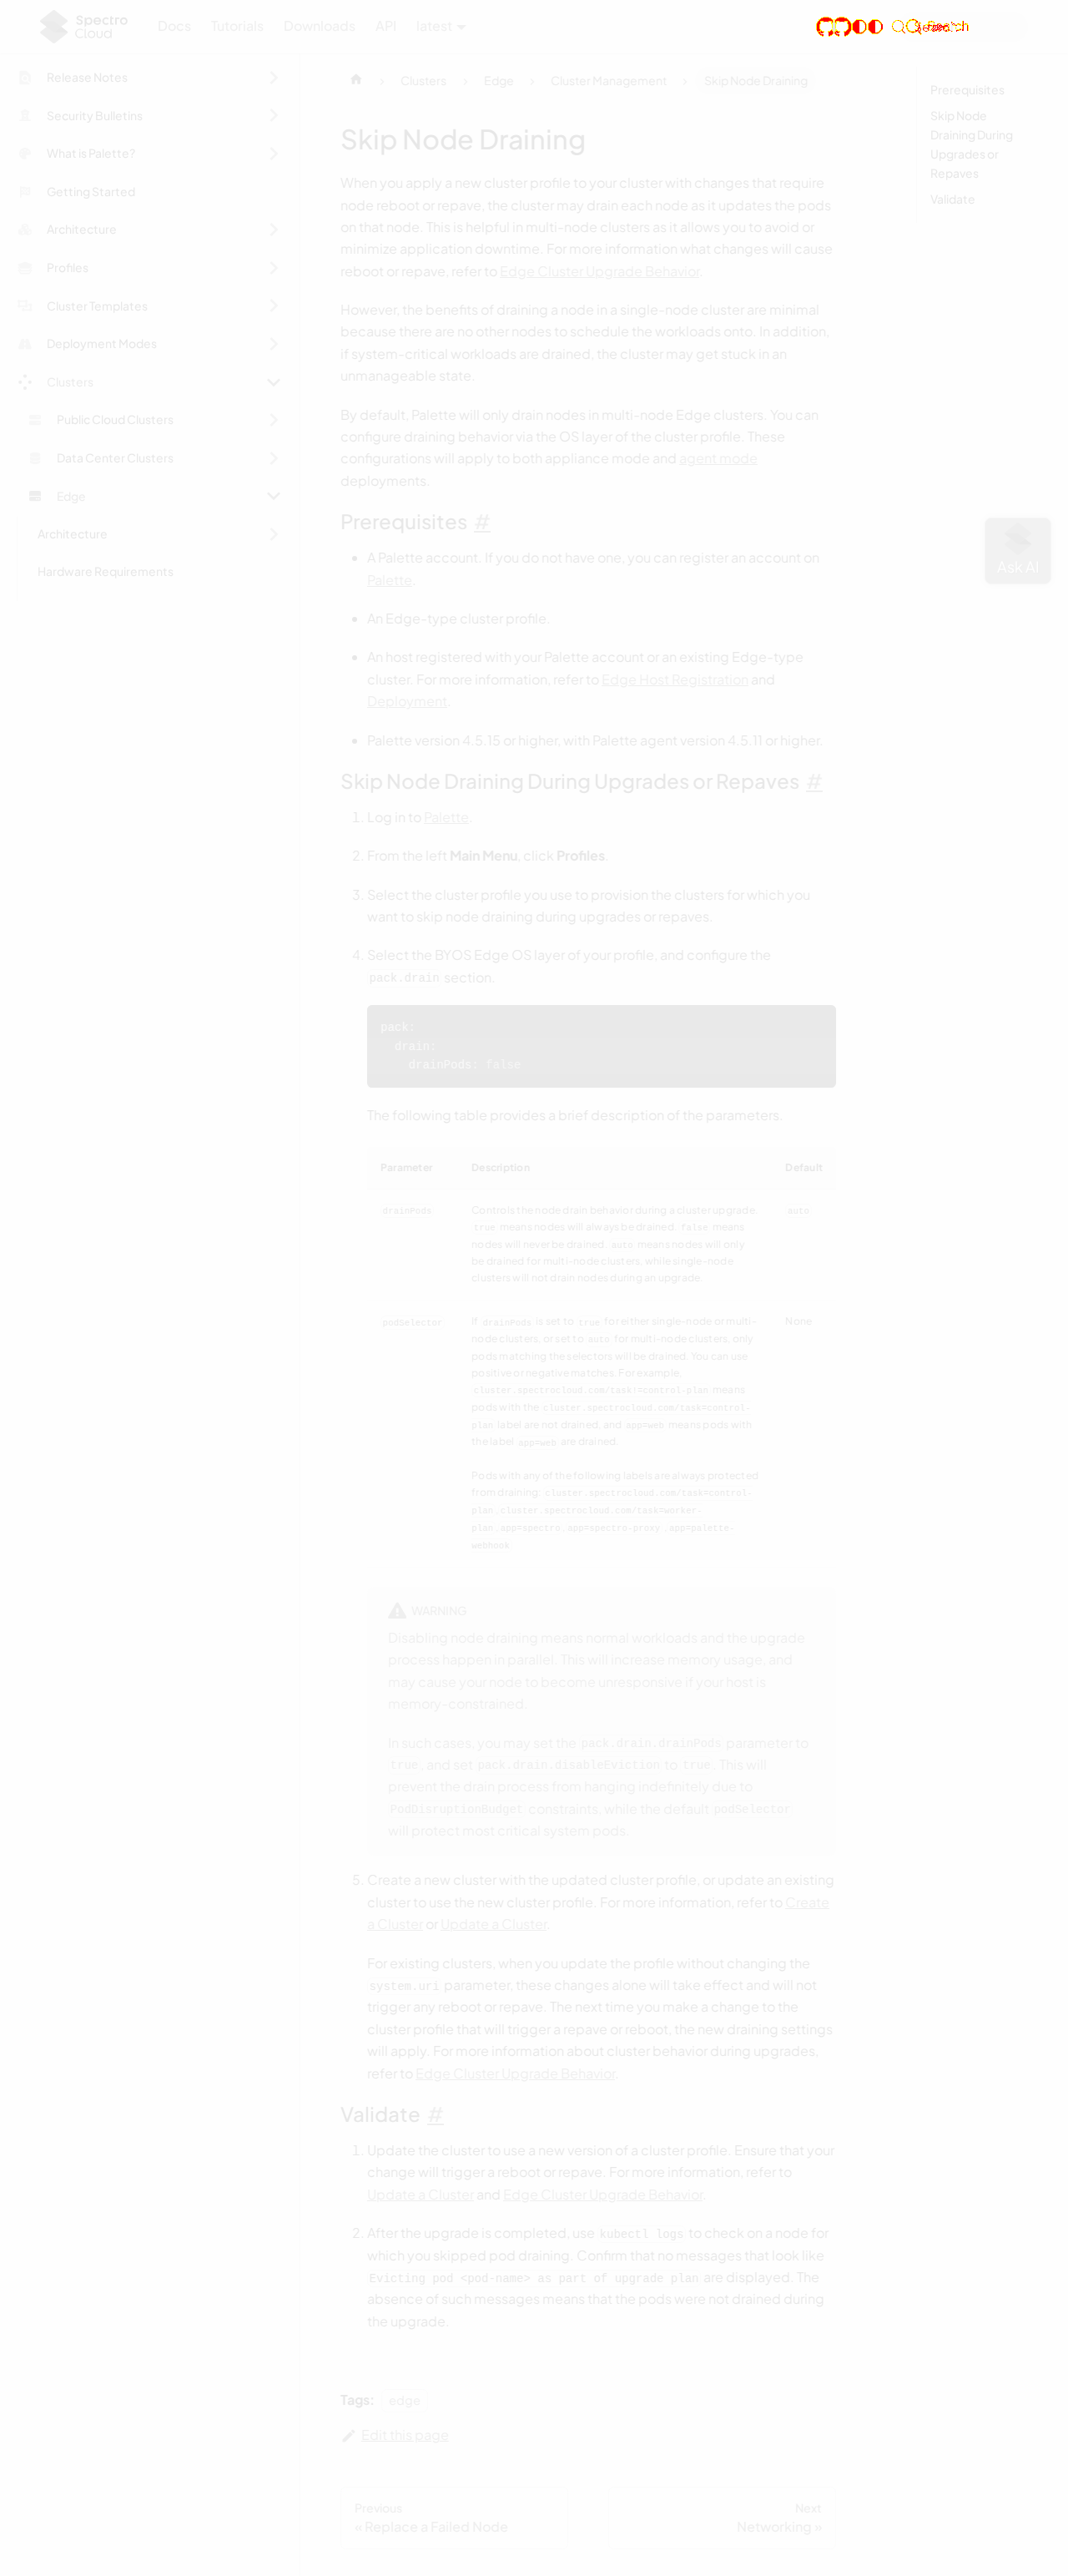 Spectro Cloud
Docs Tutorials Downloads API latest
Release Notes
Security Bulletins
What is Palette?
Getting Started
Architecture
Profiles
Cluster Templates
Deployment Modes
Clusters
Public Cloud Clusters
Data Center Clusters
Edge
Architecture
Hardware Requirements
Clusters > Edge > Cluster Management > Skip Node Draining
Skip Node Draining
When you apply a new cluster profile to your cluster with changes that require
node reboot or repave, the cluster may drain each node as it updates the pods
on that node. This is helpful in multi-node clusters as it allows you to avoid or
minimize application downtime. For more information what changes will cause
reboot or repave, refer to Edge Cluster Upgrade Behavior.
However, the benefits of draining a node in a single-node cluster are minimal
because there are no other nodes to schedule the workloads onto. In addition,
if system-critical workloads are drained, the cluster may get stuck in an
unmanageable state.
By default, Palette will only drain nodes in multi-node Edge clusters. You can
configure draining behavior via the OS layer of the cluster profile. These
configurations will apply to both appliance mode and agent mode
deployments.
Prerequisites #
• A Palette account. If you do not have one, you can register an account on
Palette.
• An Edge-type cluster profile.
• An host registered with your Palette account or an existing Edge-type
cluster. For more information, refer to Edge Host Registration and
Deployment.
• Palette version 4.5.15 or higher, with Palette agent version 4.5.11 or higher.
Skip Node Draining During Upgrades or Repaves #
1. Log in to Palette.
2. From the left Main Menu, click Profiles.
3. Select the cluster profile you use to provision the clusters for which you
want to skip node draining during upgrades or repaves.
4. Select the BYOS Edge OS layer of your profile, and configure the
pack.drain section.
pack:
drain:
drainPods: false
The following table provides a brief description of the parameters.
Parameter Description Default
drainPods Controls the node drain behavior during a cluster upgrade. auto
true means nodes will always be drained. false means
nodes will never be drained. auto means nodes will only
be drained for multi-node clusters, while single-node
clusters will not drain nodes during an upgrade.
podSelector If drainPods is set to true for either single-node or multi- None
node clusters, or set to auto for multi-node clusters, only
pods matching the selectors will be drained. You can use
positive or negative matches. For example,
cluster.spectrocloud.com/task!=control-plan means
pods with the cluster.spectrocloud.com/task=control-
plan label are not drained, and app=web means pods with
the label app=web are drained.
Pods with any of the following labels are always protected
from draining: cluster.spectrocloud.com/task=control-
plan, cluster.spectrocloud.com/task=worker-
plan, app=spectro, app=spectro-proxy, app=palette-
webhook
WARNING
Disabling node draining means normal workloads and the upgrade
process happen in parallel. This will increase memory usage, and
may cause your node to become unresponsive if your host is
memory-constrained.
In such cases, you may set the pack.drain.drainPods parameter to
true, and set pack.drain.disableEviction to true. This will
prevent the drain process from hanging indefinitely due to
PodDisruptionBudget constraints, while the default podSelector
will protect most critical system pods.
5. Create a new cluster with the updated cluster profile, or update an existing
cluster to use the new cluster profile. For more information, refer to Create
a Cluster or Update a Cluster.
For existing clusters, when you update the profile without changing the
system.uri parameter, these changes alone will take effect and will not
trigger any reboot or repave. The next time you make a change to the
cluster profile that will trigger a repave or reboot, the new draining settings
will apply. For more information about cluster behavior during upgrades,
refer to Edge Cluster Upgrade Behavior.
Validate #
1. Update the cluster to use a new version of a cluster profile. Ensure that your
change will trigger a reboot or repave. For more information, refer to
Update a Cluster and Edge Cluster Upgrade Behavior.
2. After the upgrade is completed, use kubectl logs to check on a node for
which you skipped pod draining. Confirm that no messages that look like
Evicting pod <pod-name> as part of upgrade plan are displayed. The
absence of such messages means that the pods were not drained during
the upgrade.
Tags: edge
Edit this page
Previous
« Replace a Failed Node
Next
Networking »
Prerequisites
Skip Node
Draining During
Upgrades or
Repaves
Validate
Ask AI